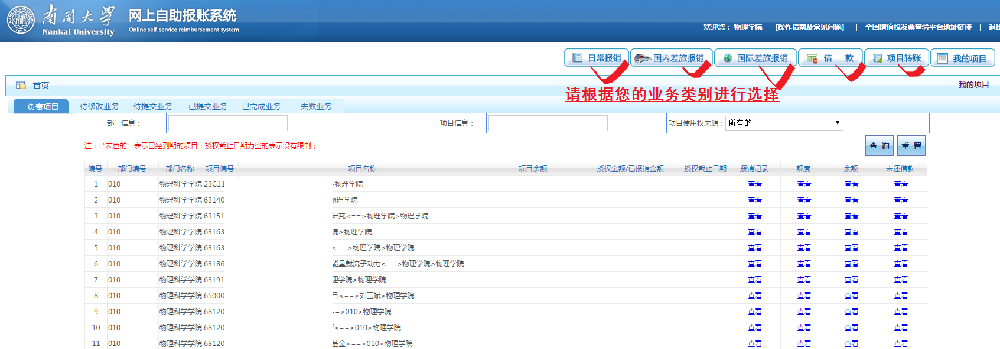 南開大學 网上自助报账系统
Nankai University Online self-service reimbursement system
欢迎您： 物理学院 [操作指南及常见问题] | 全国增值税发票查验平台地址链接 | 退出
日常报销 国内差旅报销 国际差旅报销 借 款 项目转账 我的项目
首页 我的项目
请根据您的业务类别进行选择
负责项目 待修改业务 待提交业务 已提交业务 已完成业务 失败业务
部门信息： 项目信息： 项目使用权来源： 所有的
注： “灰色的”表示已经到期的项目；授权截止日期为空的表示没有限制；
查 询 重 置
编号 部门编号 部门名称 项目编号 项目名称 项目余额 授权金额/已报销金额 授权截止日期 报销记录 额度 余额 未还借款
1 010 物理科学学院 23C11 >物理学院 查看 查看 查看 查看
2 010 物理科学学院 63140 物理学院 查看 查看 查看 查看
3 010 物理科学学院 63151 研究<==>物理学院>物理学院 查看 查看 查看 查看
4 010 物理科学学院 63163 院>物理学院 查看 查看 查看 查看
5 010 物理科学学院 63163 <==>物理学院>物理学院 查看 查看 查看 查看
6 010 物理科学学院 63186 能量载流子动力<==>物理学院>物理学院 查看 查看 查看 查看
7 010 物理科学学院 63191 理学院>物理学院 查看 查看 查看 查看
8 010 物理科学学院 65000 目<==>刘玉斌>物理学院 查看 查看 查看 查看
9 010 物理科学学院 68120 ==>010>物理学院 查看 查看 查看 查看
10 010 物理科学学院 68120 <==>010>物理学院 查看 查看 查看 查看
11 010 物理科学学院 68120 基金<==>010>物理学院 查看 查看 查看 查看